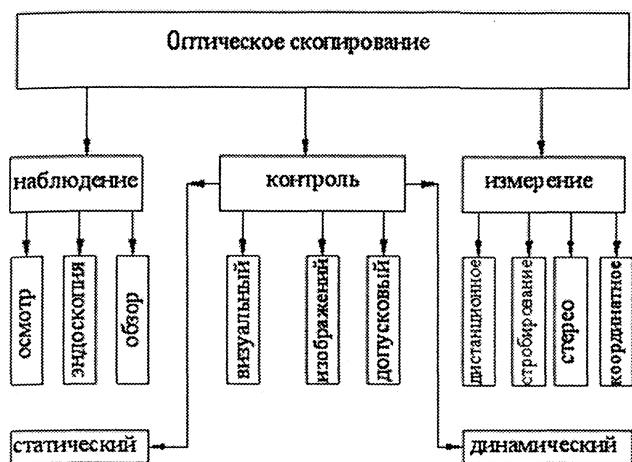 Оптическое скопирование
наблюдение
контроль
измерение
осмотр
эндоскопия
обзор
визуальный
изображений
допусковый
дистанционное
стробирование
стерео
координатное
статический
динамический